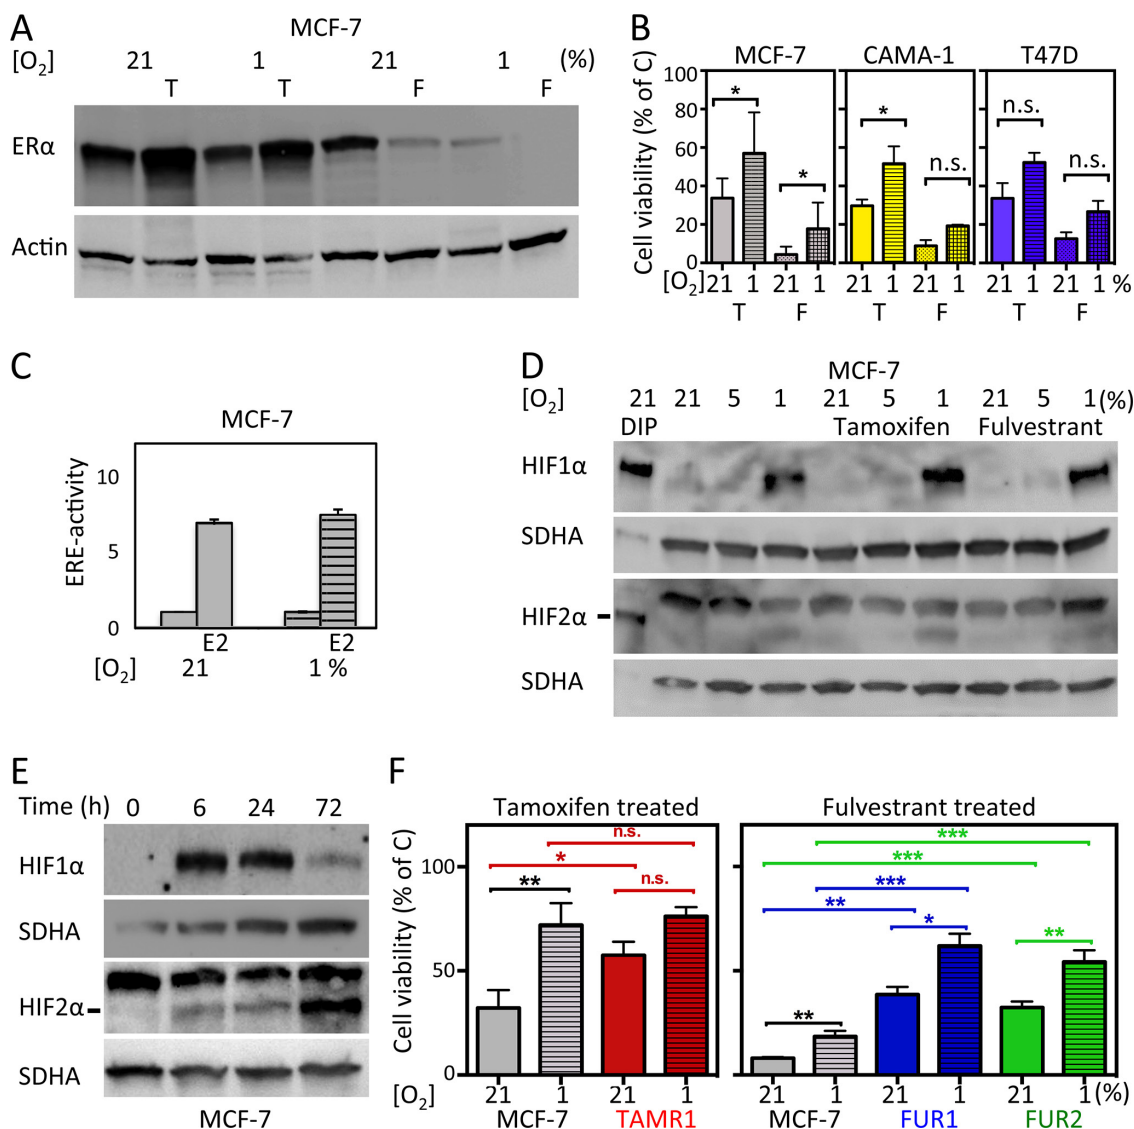 A
MCF-7
[O2] 21 1 21 1 (%)
T T F F
ERα
Actin
B
MCF-7 CAMA-1 T47D
Cell viability (% of C)
100
80
60
40
20
0
* * * n.s. n.s. n.s.
[O2] 21 1 21 1 21 1 21 1 21 1 21 1 %
T F T F T F
C
MCF-7
ERE-activity
10
5
0
E2 E2
[O2] 21 1 %
D
MCF-7
[O2] 21 21 5 1 21 5 1 21 5 1 (%)
DIP Tamoxifen Fulvestrant
HIF1α
SDHA
HIF2α
SDHA
E
Time (h) 0 6 24 72
HIF1α
SDHA
HIF2α
SDHA
MCF-7
F
Tamoxifen treated Fulvestrant treated
Cell viability (% of C)
100
50
0
n.s.
*
** n.s.
***
***
***
**
* **
**
[O2] 21 1 21 1 21 1 21 1 21 1 (%)
MCF-7 TAMR1 MCF-7 FUR1 FUR2